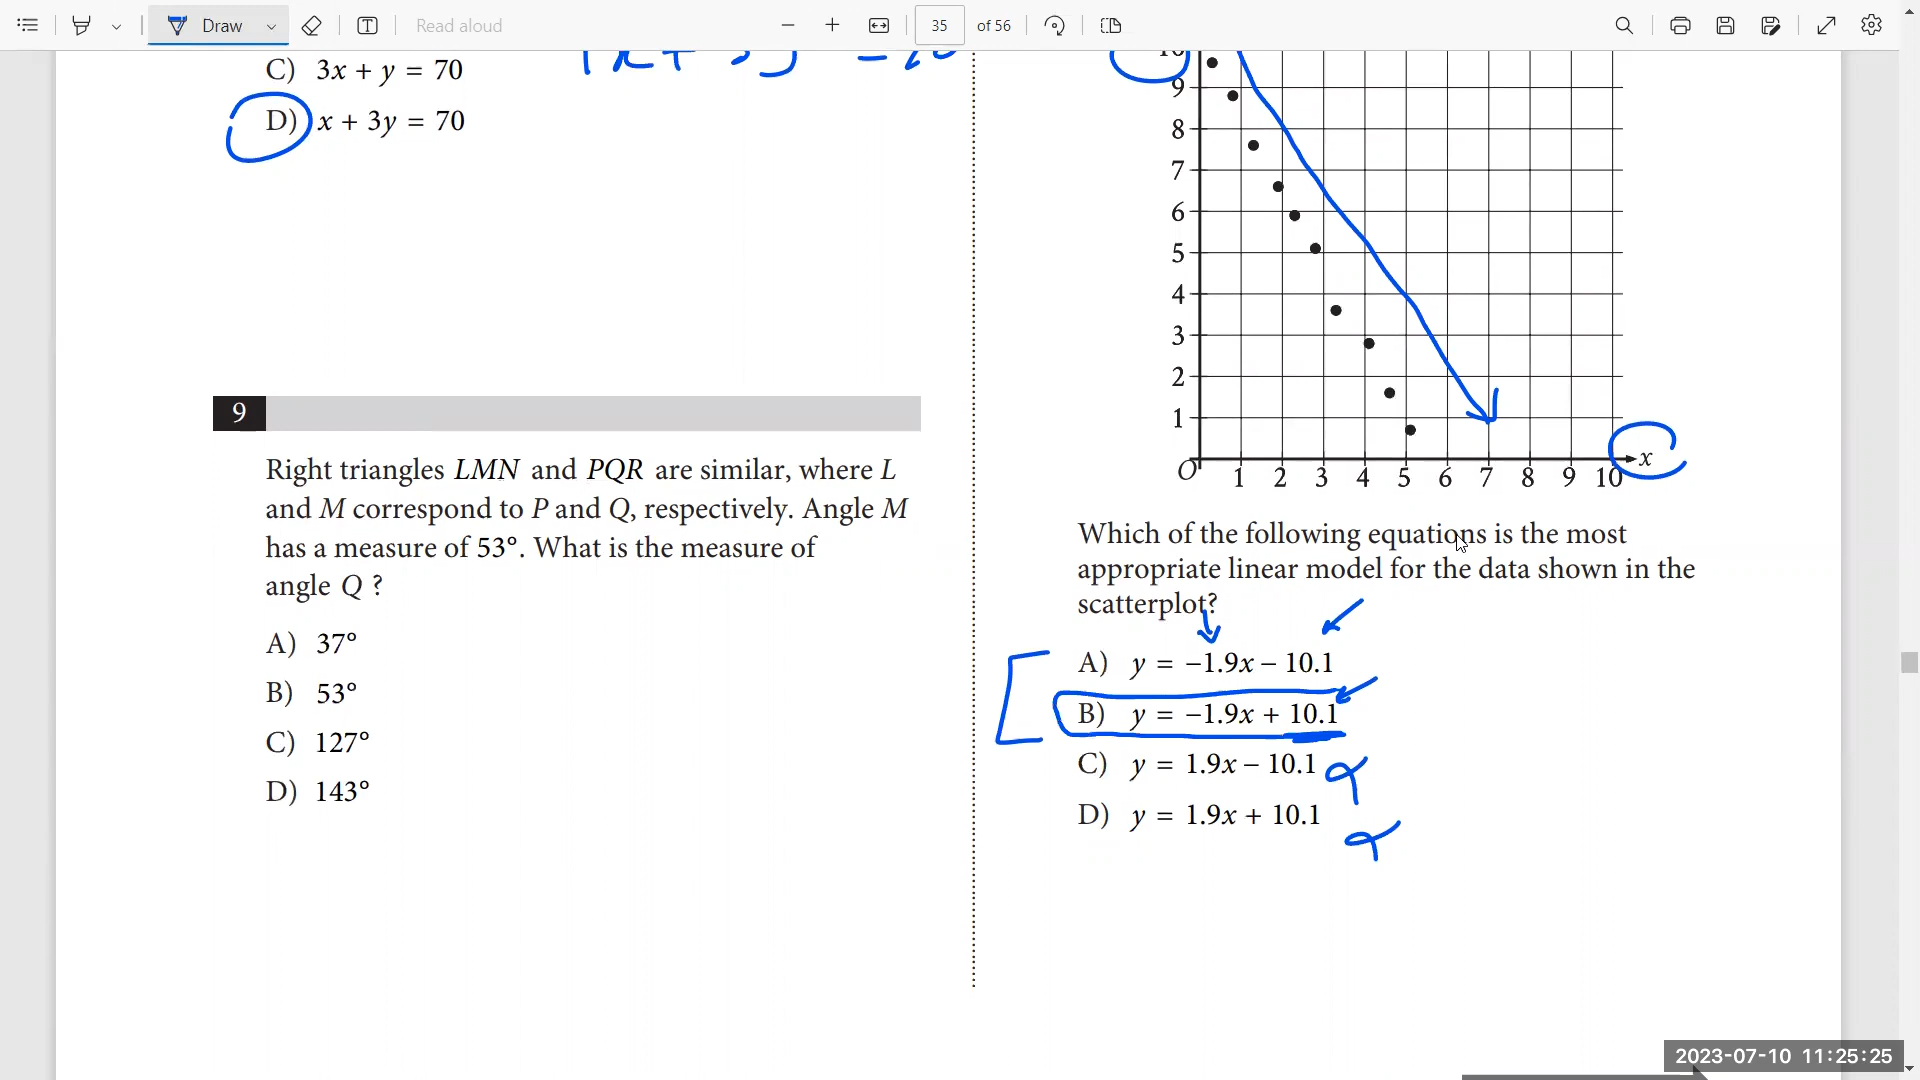 Draw
Read aloud
35 of 56
C) 3x + y = 70
D) x + 3y = 70
9
Right triangles LMN and PQR are similar, where L
and M correspond to P and Q, respectively. Angle M
has a measure of 53°. What is the measure of
angle Q ?
A) 37°
B) 53°
C) 127°
D) 143°
10
9
8
7
6
5
4
3
2
1
O 1 2 3 4 5 6 7 8 9 10 x
Which of the following equations is the most
appropriate linear model for the data shown in the
scatterplot?
A) y = −1.9x − 10.1
B) y = −1.9x + 10.1
C) y = 1.9x − 10.1
D) y = 1.9x + 10.1
2023-07-10 11:25:25